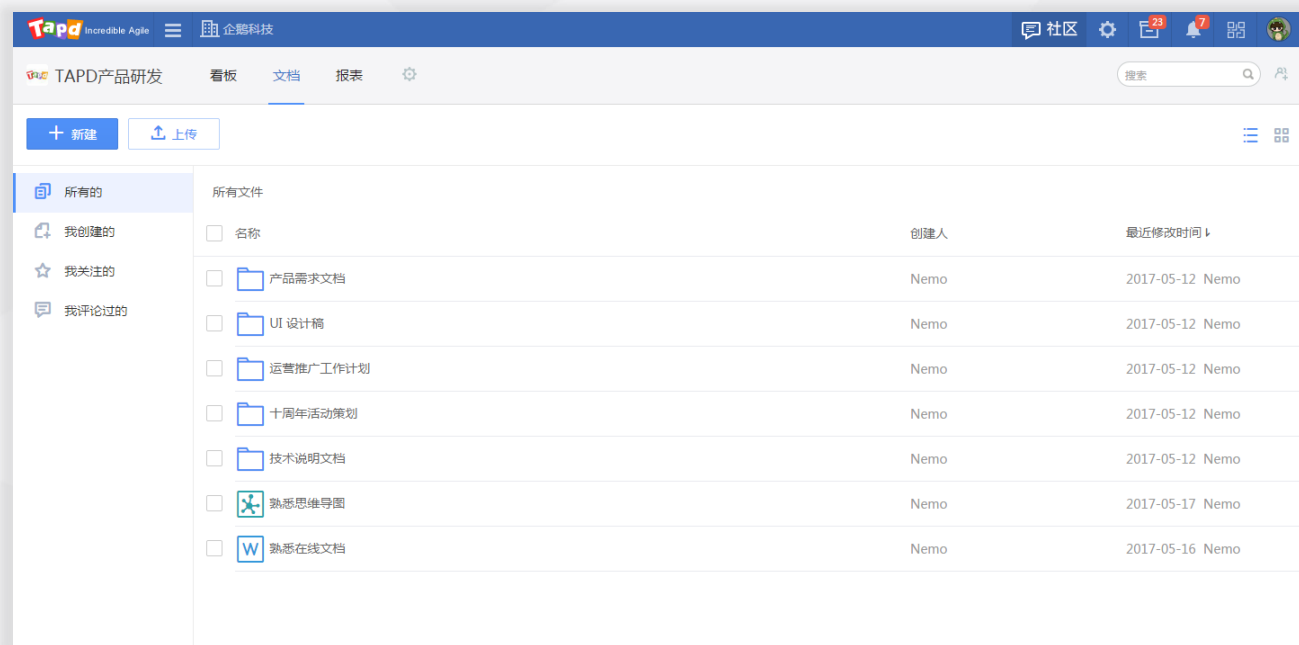 Tapd Incredible Agile 企鹅科技 社区 23 7
TAPD产品研发 看板 文档 报表 搜索
新建 上传
所有的 所有文件
我创建的 名称 创建人 最近修改时间
我关注的 产品需求文档 Nemo 2017-05-12 Nemo
我评论过的 UI 设计稿 Nemo 2017-05-12 Nemo
运营推广工作计划 Nemo 2017-05-12 Nemo
十周年活动策划 Nemo 2017-05-12 Nemo
技术说明文档 Nemo 2017-05-12 Nemo
熟悉思维导图 Nemo 2017-05-17 Nemo
W 熟悉在线文档 Nemo 2017-05-16 Nemo